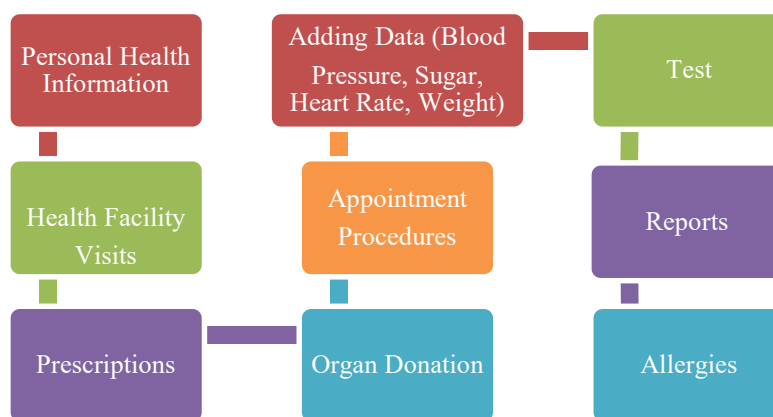 Personal Health
Information
Health Facility
Visits
Prescriptions
Organ Donation
Appointment
Procedures
Adding Data (Blood
Pressure, Sugar,
Heart Rate, Weight)
Test
Reports
Allergies